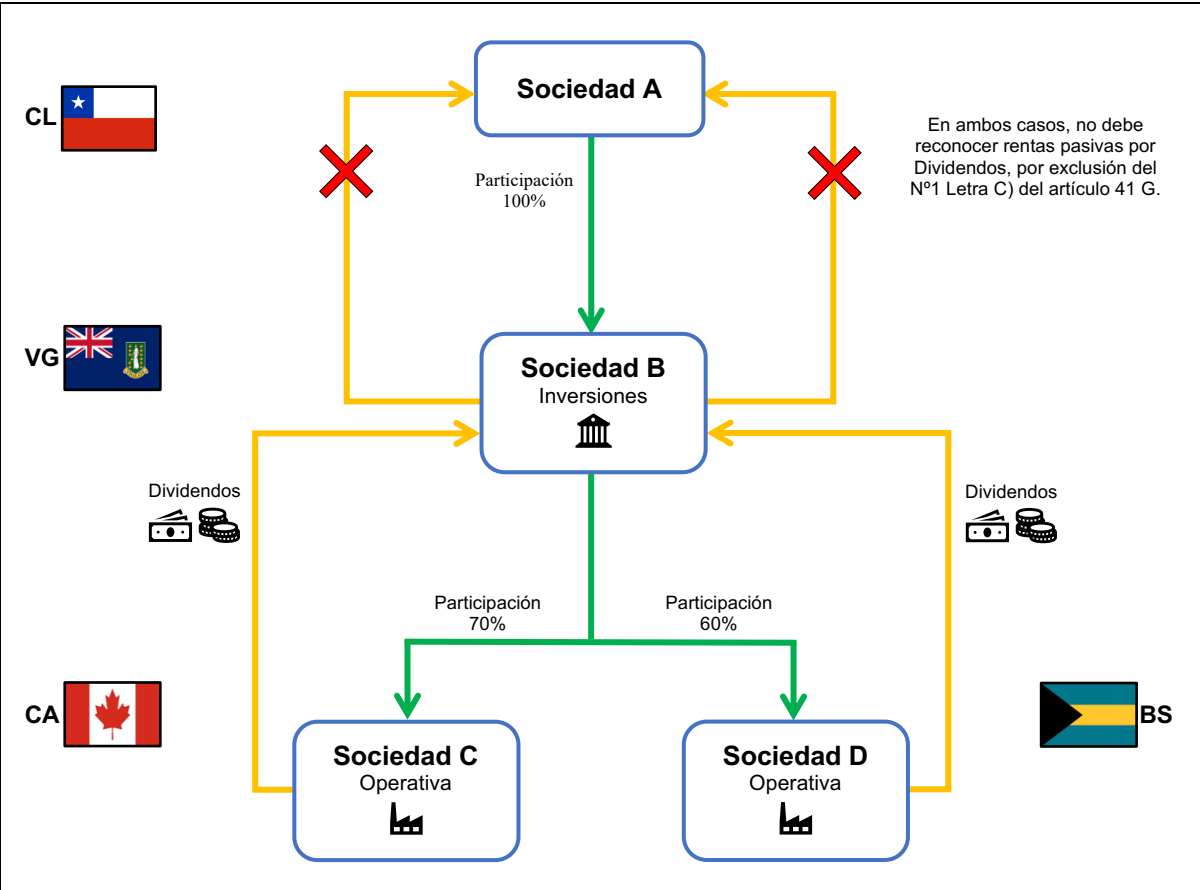 Sociedad A
CL
En ambos casos, no debe
reconocer rentas pasivas por
Dividendos, por exclusión del
Nº1 Letra C) del artículo 41 G.
Participación
100%
VG
Sociedad B
Inversiones
Dividendos
Dividendos
Participación
70%
Participación
60%
CA
BS
Sociedad C
Operativa
Sociedad D
Operativa